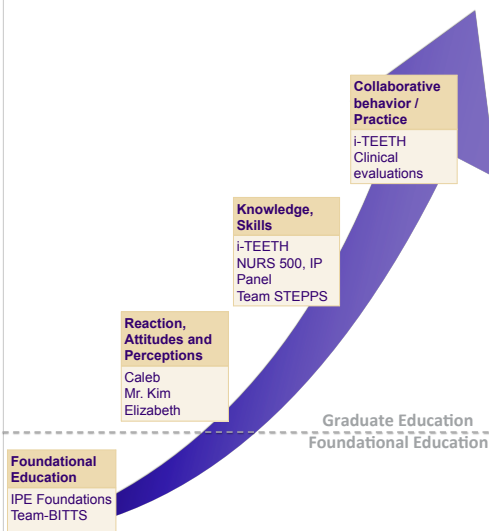 Collaborative
behavior /
Practice
i-TEETH
Clinical
evaluations
Knowledge,
Skills
i-TEETH
NURS 500, IP
Panel
Team STEPPS
Reaction,
Attitudes and
Perceptions
Caleb
Mr. Kim
Elizabeth
Graduate Education
Foundational Education
Foundational
Education
IPE Foundations
Team-BITTS